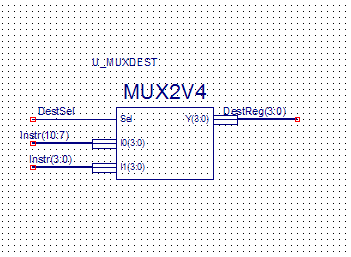 U_MUXDEST
MUX2V4
DestSel
Sel
Y(3:0)
DestReg(3:0)
Instr(10:7)
I0(3:0)
Instr(3:0)
I1(3:0)